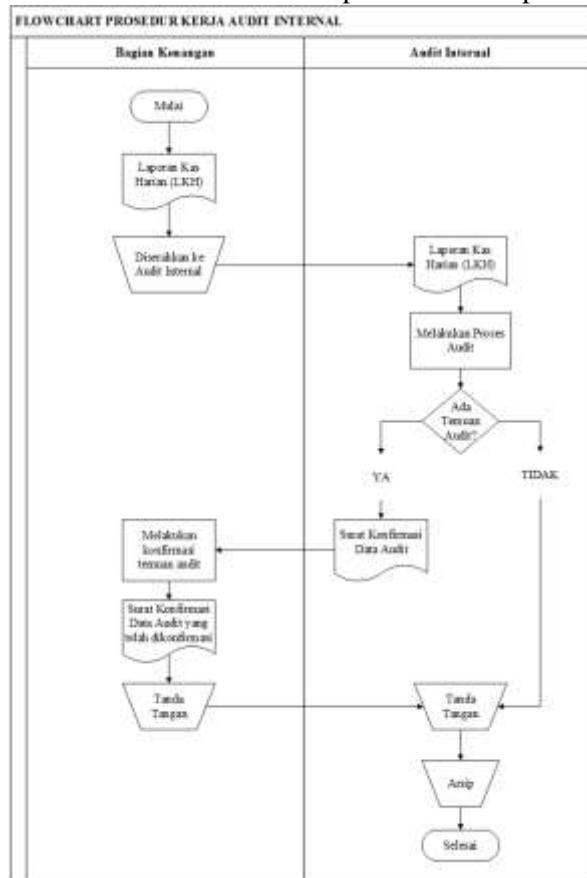 FLOWCHART PROSEDUR KERJA AUDIT INTERNAL
Bagian Keuangan
Audit Internal
Mulai
Laporan Kas
Harian (LKH)
Diserahkan ke
Audit Internal
Laporan Kas
Harian (LKH)
Melakukan Proses
Audit
Ada
Temuan
Audit?
YA
TIDAK
Surat Konfirmasi
Data Audit
Melakukan
konfirmasi
temuan audit
Surat Konfirmasi
Data Audit yang
telah dikonfirmasi
Tanda
Tangan
Tanda
Tangan
Arsip
Selesai